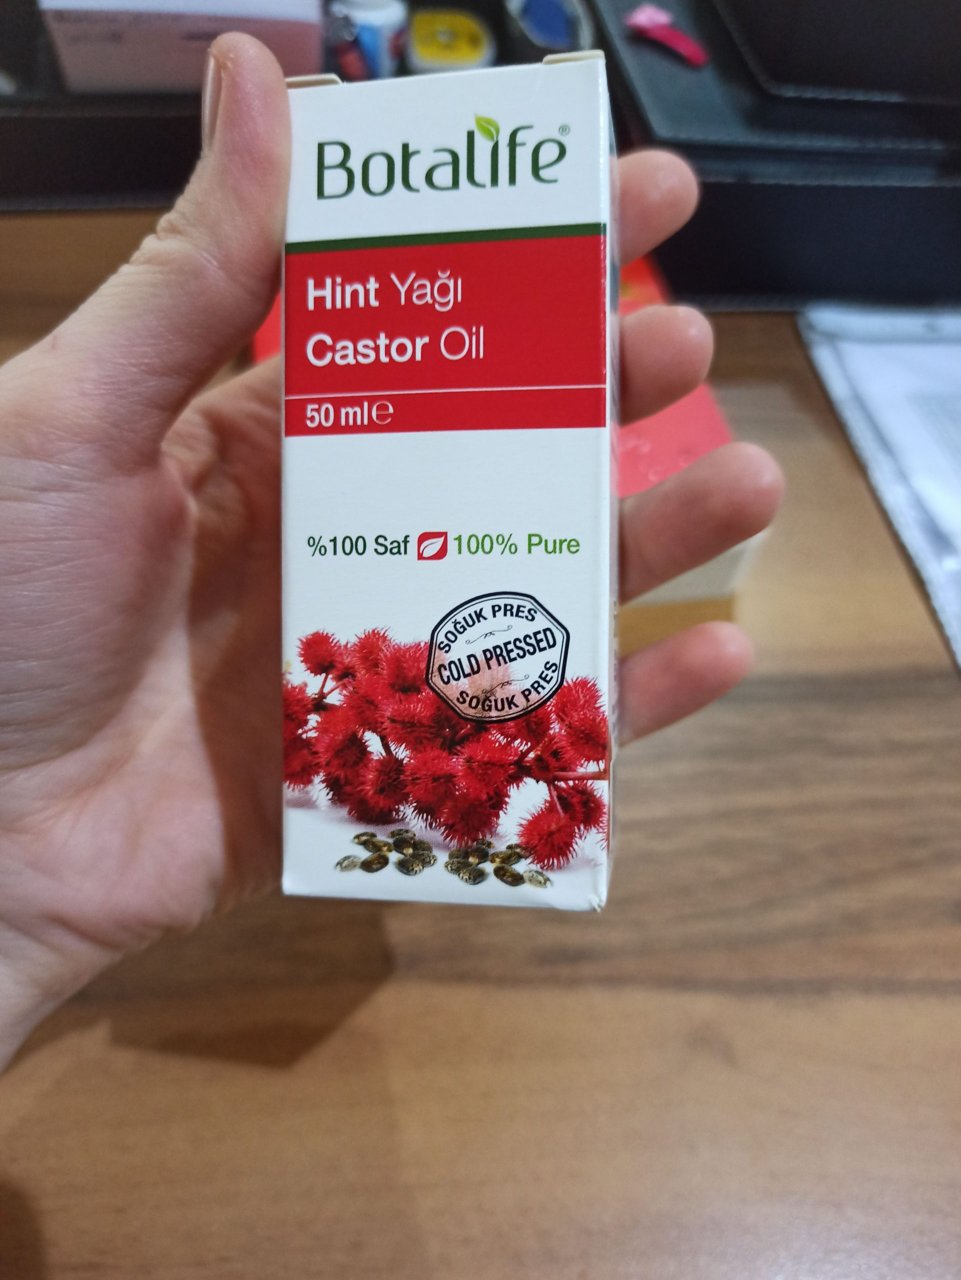 Botalife®
Hint Yağı
Castor Oil
50 ml ℮
%100 Saf 100% Pure
SOĞUK PRES
COLD PRESSED
SOĞUK PRES